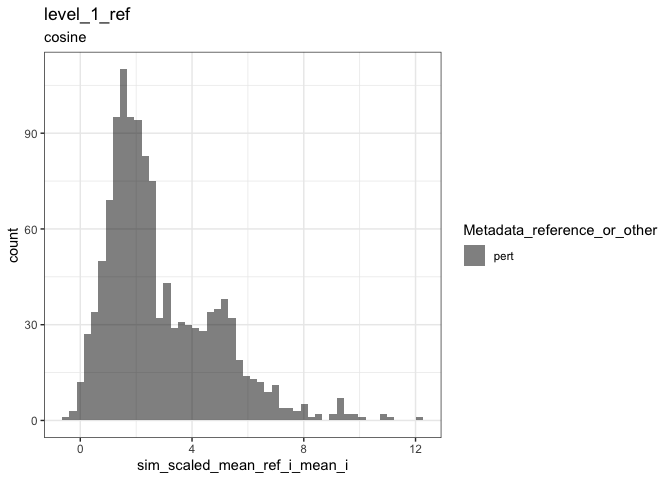 level_1_ref
cosine
90
60
30
0
count
0 4 8 12
sim_scaled_mean_ref_i_mean_i
Metadata_reference_or_other
pert